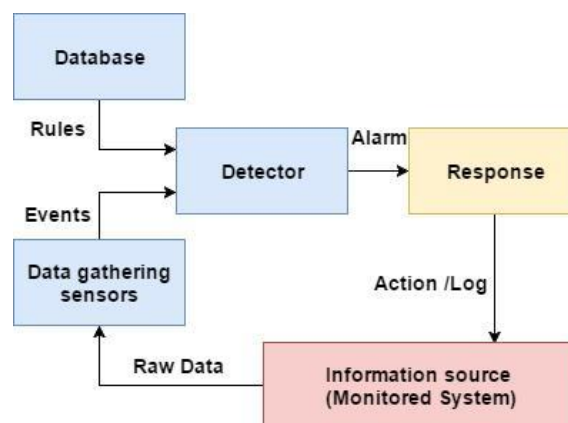 Database
Rules
Alarm
Detector
Response
Events
Data gathering
sensors
Action /Log
Raw Data
Information source
(Monitored System)